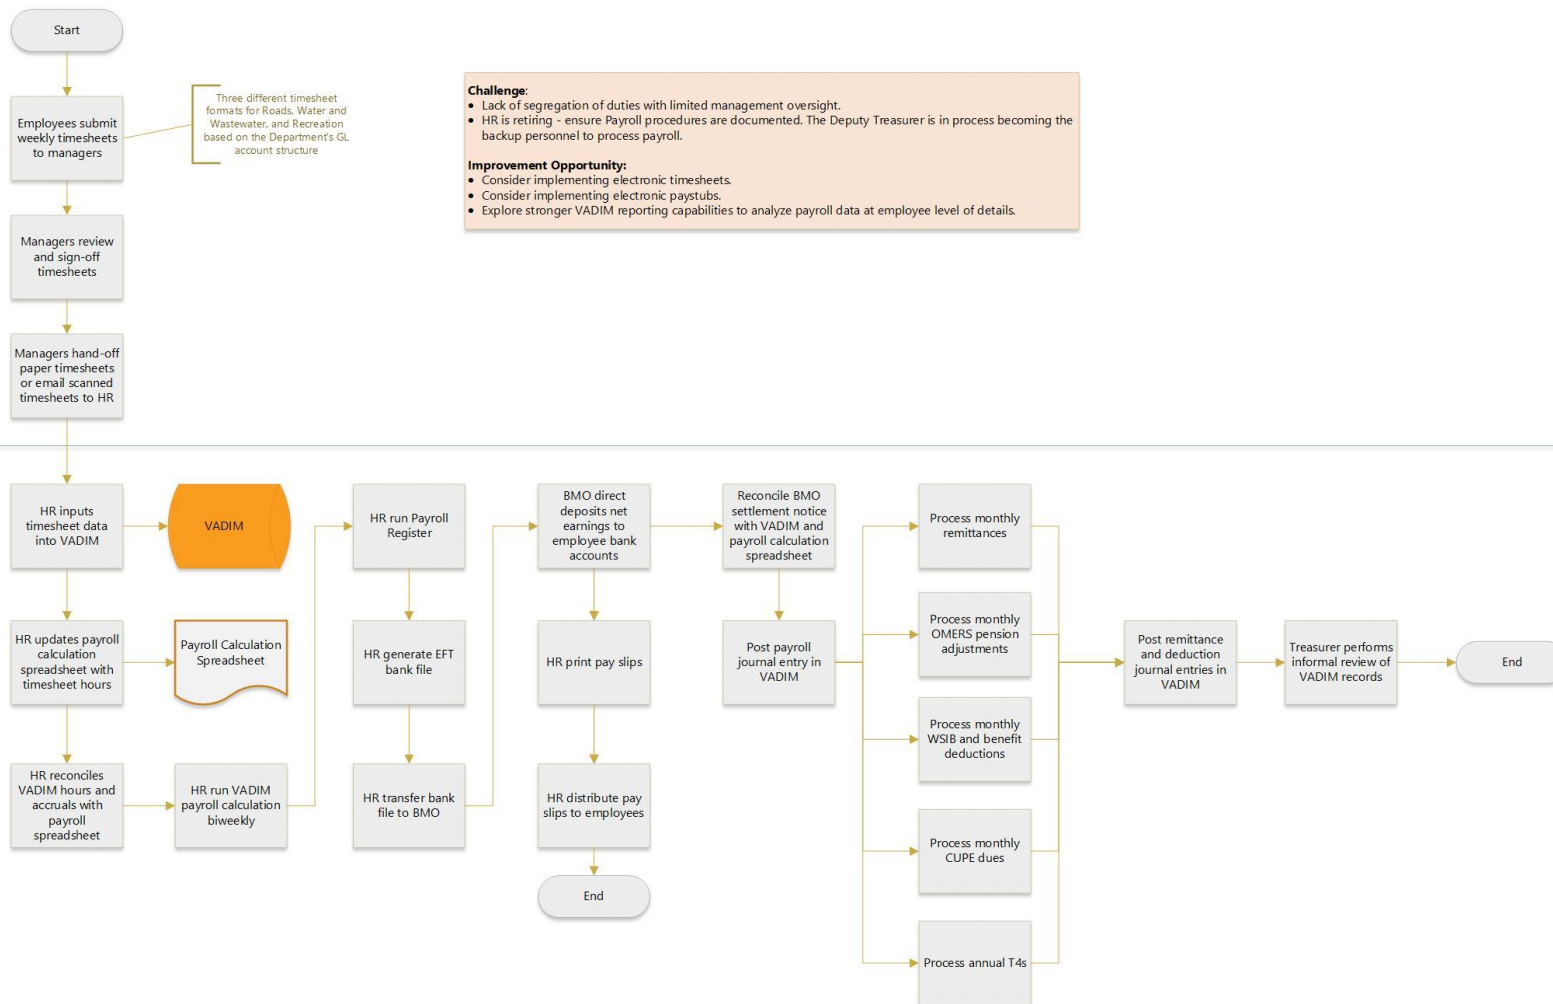 Start
Employees submit
weekly timesheets
to managers
Three different timesheet
formats for Roads, Water and
Wastewater, and Recreation
based on the Department's GL
account structure
Challenge:
• Lack of segregation of duties with limited management oversight.
• HR is retiring - ensure Payroll procedures are documented. The Deputy Treasurer is in process becoming the
backup personnel to process payroll.
Improvement Opportunity:
• Consider implementing electronic timesheets.
• Consider implementing electronic paystubs.
• Explore stronger VADIM reporting capabilities to analyze payroll data at employee level of details.
Managers review
and sign-off
timesheets
Managers hand-off
paper timesheets
or email scanned
timesheets to HR
HR inputs
timesheet data
into VADIM
VADIM
HR updates payroll
calculation
spreadsheet with
timesheet hours
Payroll Calculation
Spreadsheet
HR reconciles
VADIM hours and
accruals with
payroll
spreadsheet
HR run VADIM
payroll calculation
biweekly
HR run Payroll
Register
HR generate EFT
bank file
HR transfer bank
file to BMO
BMO direct
deposits net
earnings to
employee bank
accounts
HR print pay slips
HR distribute pay
slips to employees
End
Reconcile BMO
settlement notice
with VADIM and
payroll calculation
spreadsheet
Post payroll
journal entry in
VADIM
Process monthly
remittances
Process monthly
OMERS pension
adjustments
Process monthly
WSIB and benefit
deductions
Process monthly
CUPE dues
Process annual T4s
Post remittance
and deduction
journal entries in
VADIM
Treasurer performs
informal review of
VADIM records
End